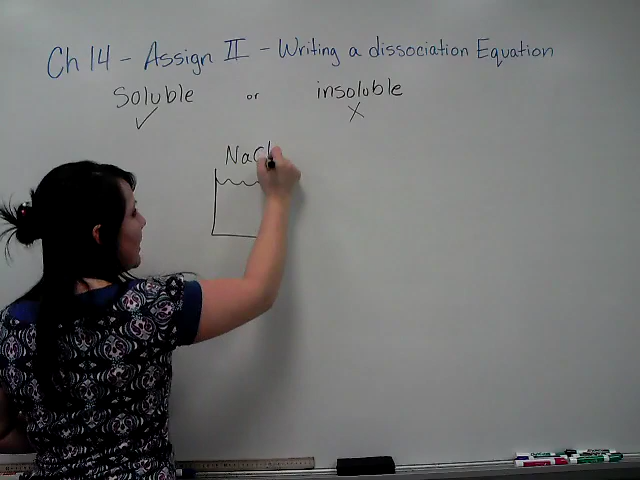 Ch 14 - Assign II - Writing a dissociation Equation
Soluble or insoluble
NaCl